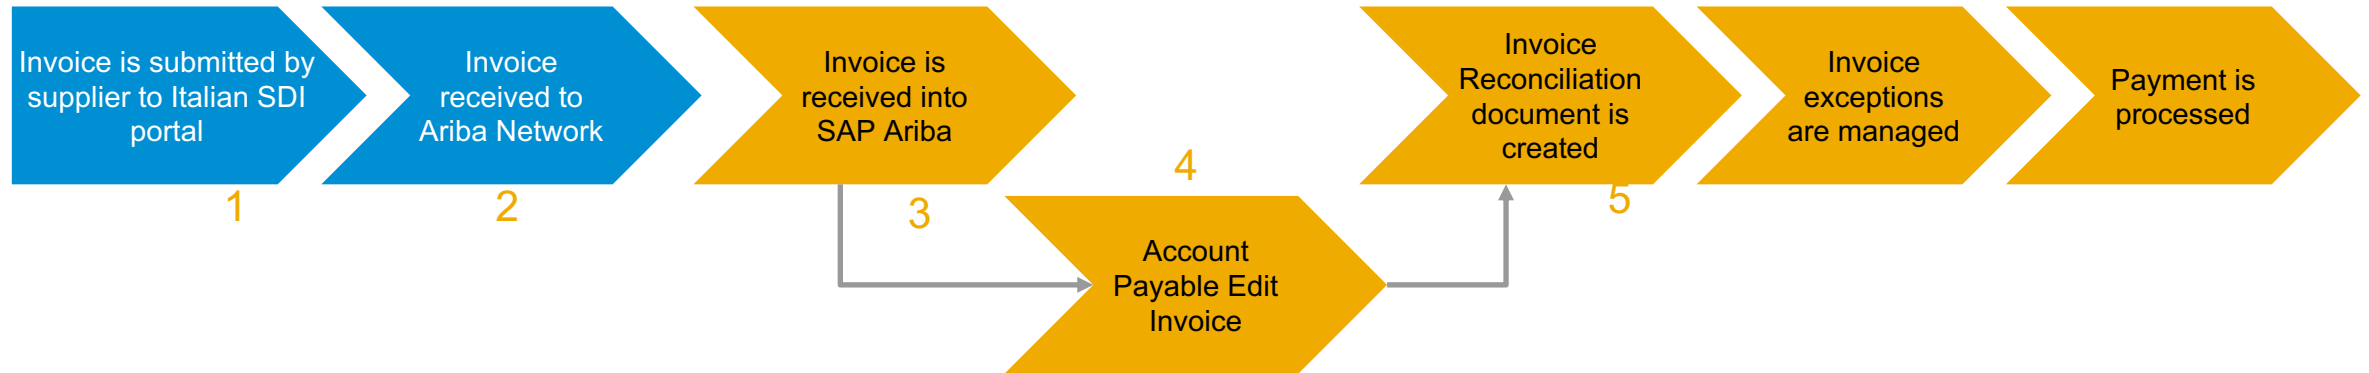 Invoice is submitted by
supplier to Italian SDI
portal
1
Invoice
received to
Ariba Network
2
Invoice is
received into
SAP Ariba
3
4
Account
Payable Edit
Invoice
Invoice
Reconciliation
document is
created
5
Invoice
exceptions
are managed
Payment is
processed